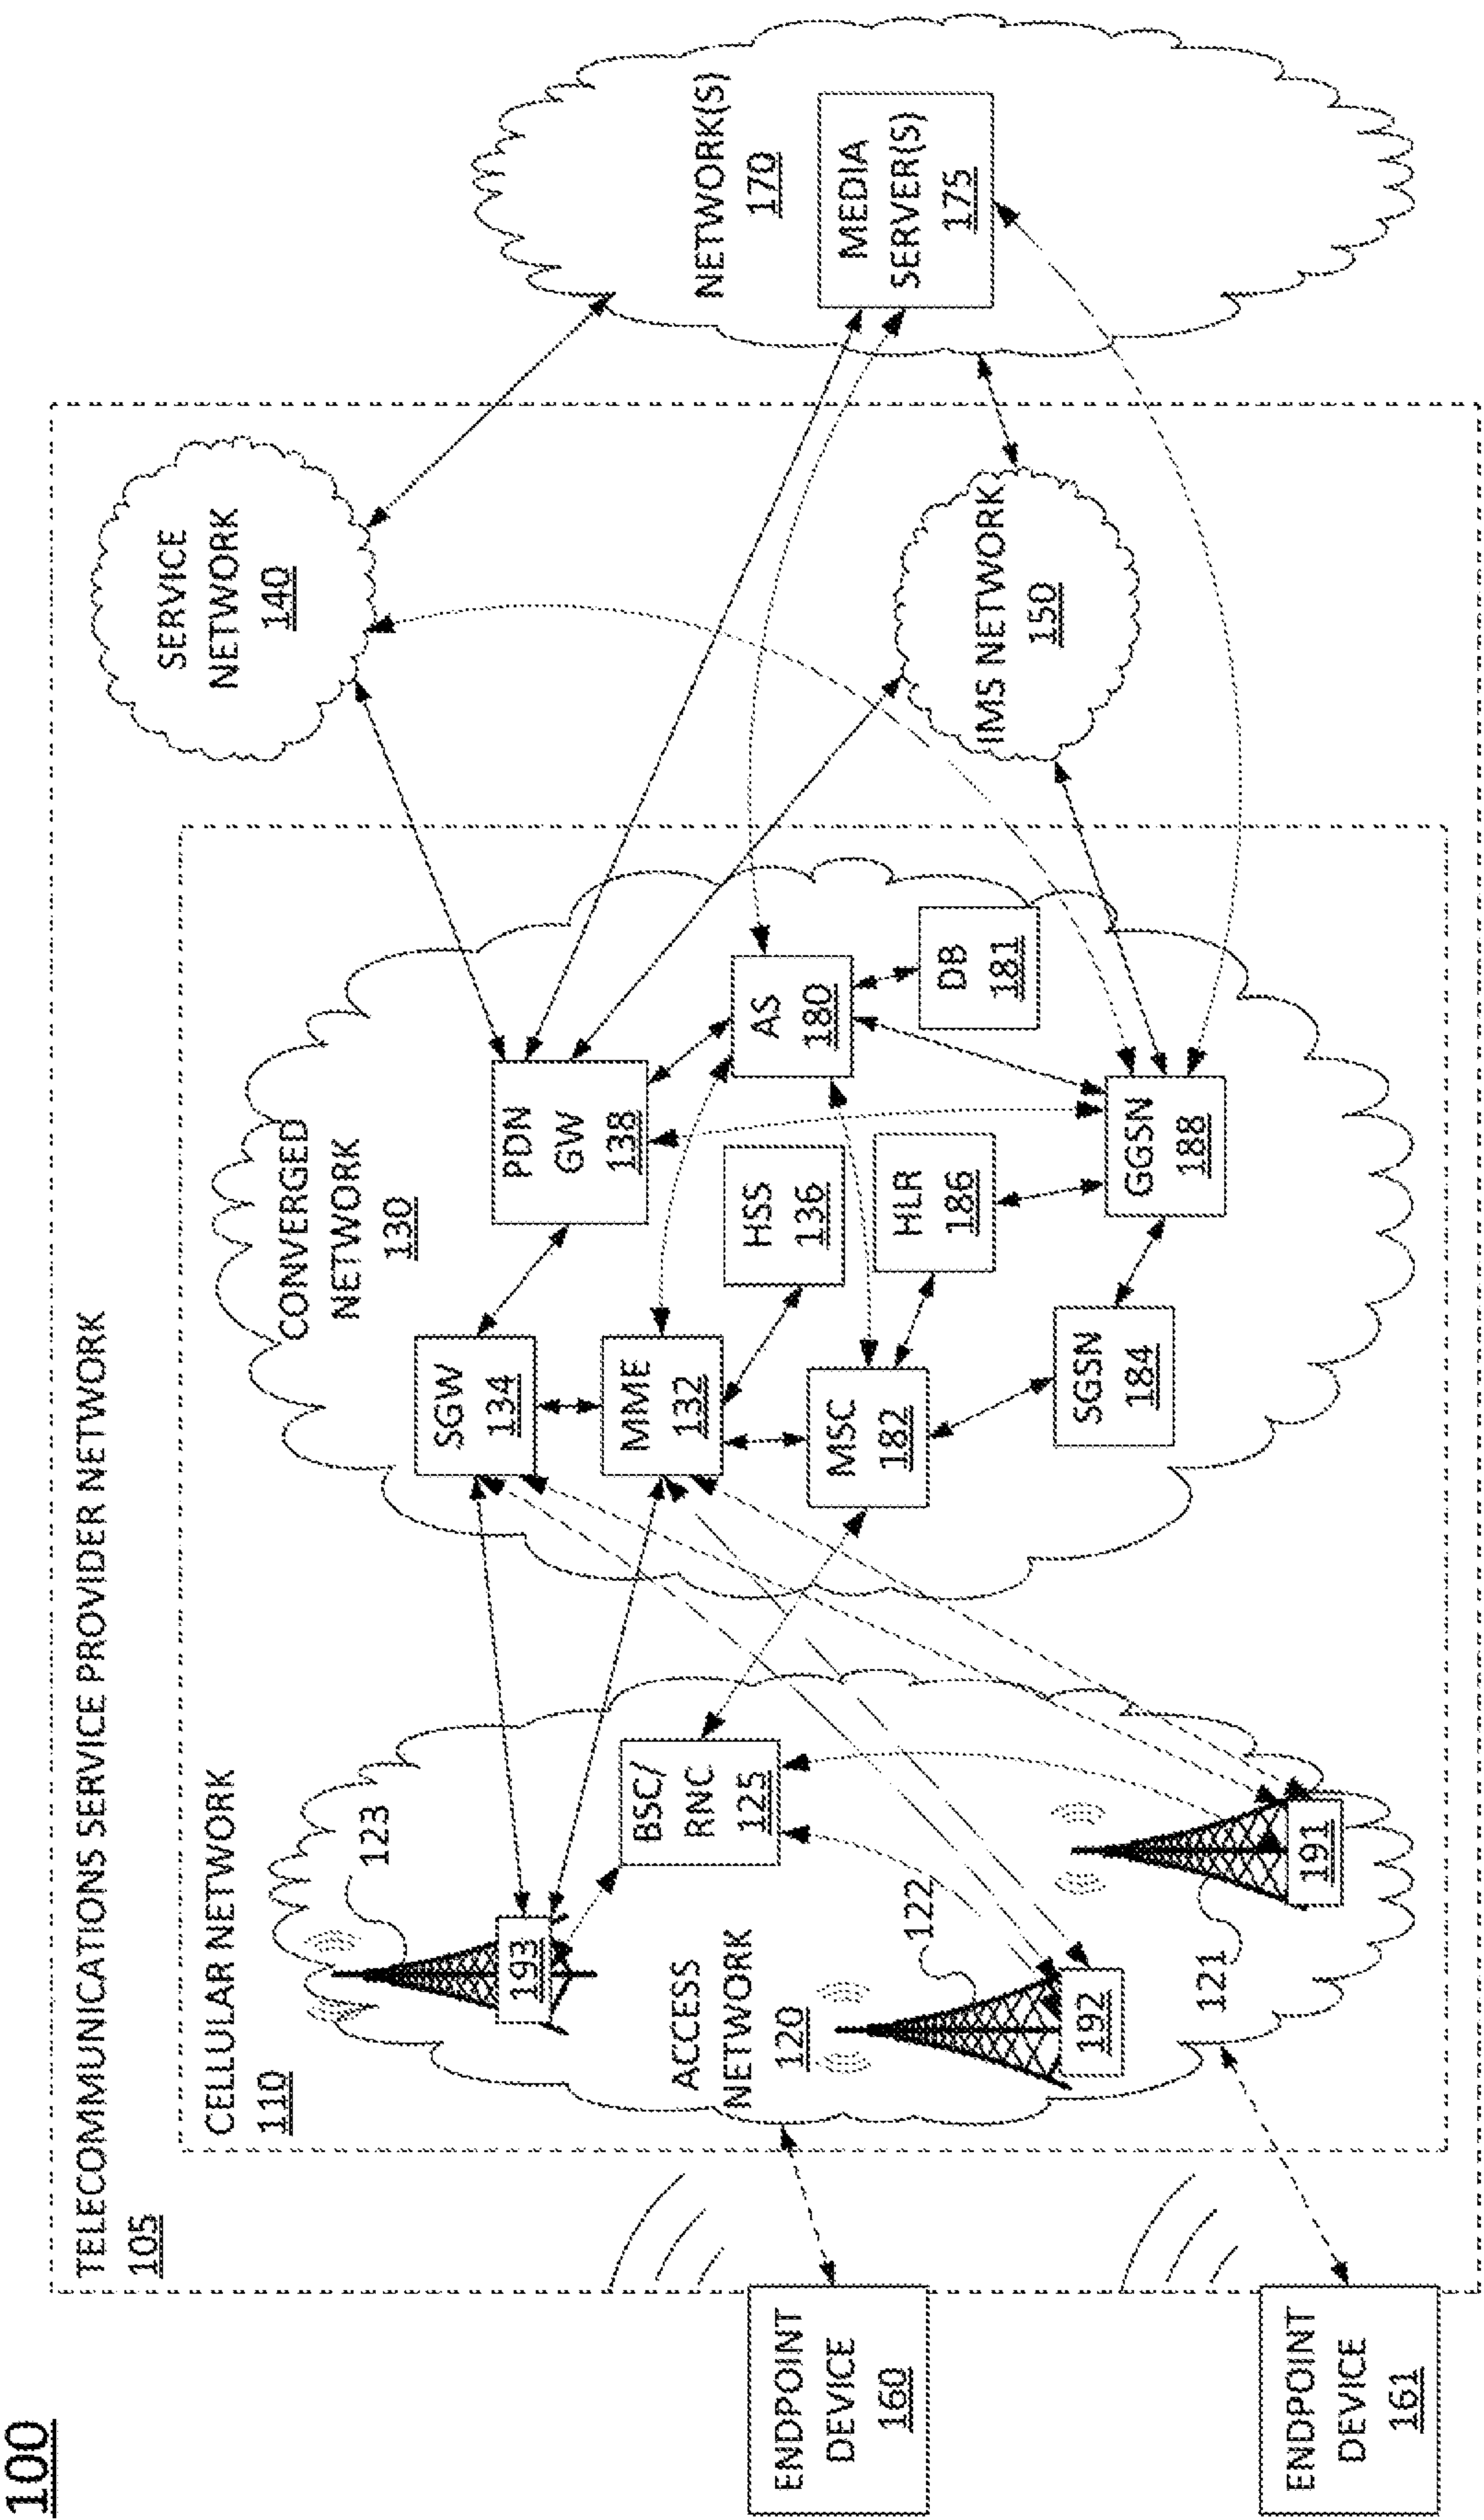 100
TELECOMMUNICATIONS SERVICE PROVIDER NETWORK
105
CELLULAR NETWORK
110
123
193
ACCESS
NETWORK
120
BSC/
RNC
125
122
192
121
191
ENDPOINT
DEVICE
160
ENDPOINT
DEVICE
161
CONVERGED
NETWORK
130
SGW
134
MME
132
MSC
182
SGSN
184
PDN
GW
138
HSS
136
HLR
186
GGSN
188
AS
180
DB
181
SERVICE
NETWORK
140
IMS NETWORK
150
NETWORK(S)
170
MEDIA
SERVER(S)
175